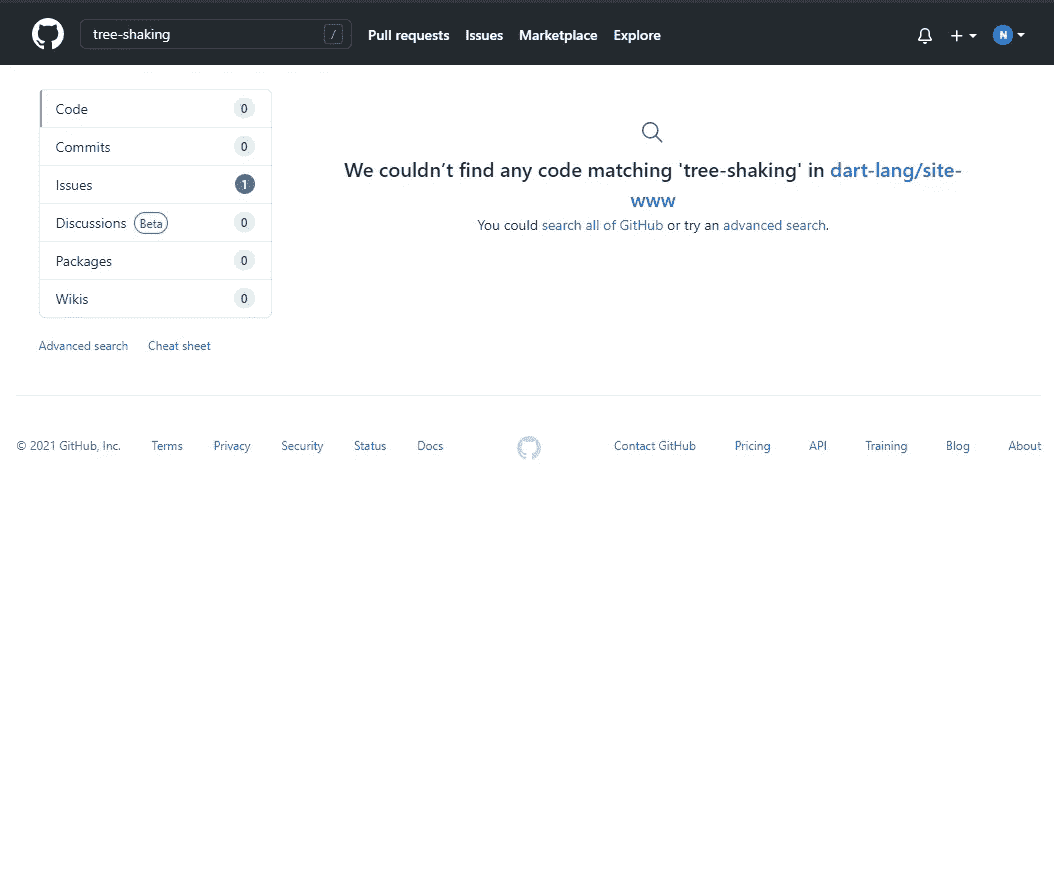 tree-shaking / Pull requests Issues Marketplace Explore N
Code 0
Commits 0
Issues 1
Discussions Beta 0
Packages 0
Wikis 0
Advanced search Cheat sheet
We couldn’t find any code matching 'tree-shaking' in dart-lang/site-
www
You could search all of GitHub or try an advanced search.
© 2021 GitHub, Inc. Terms Privacy Security Status Docs Contact GitHub Pricing API Training Blog About